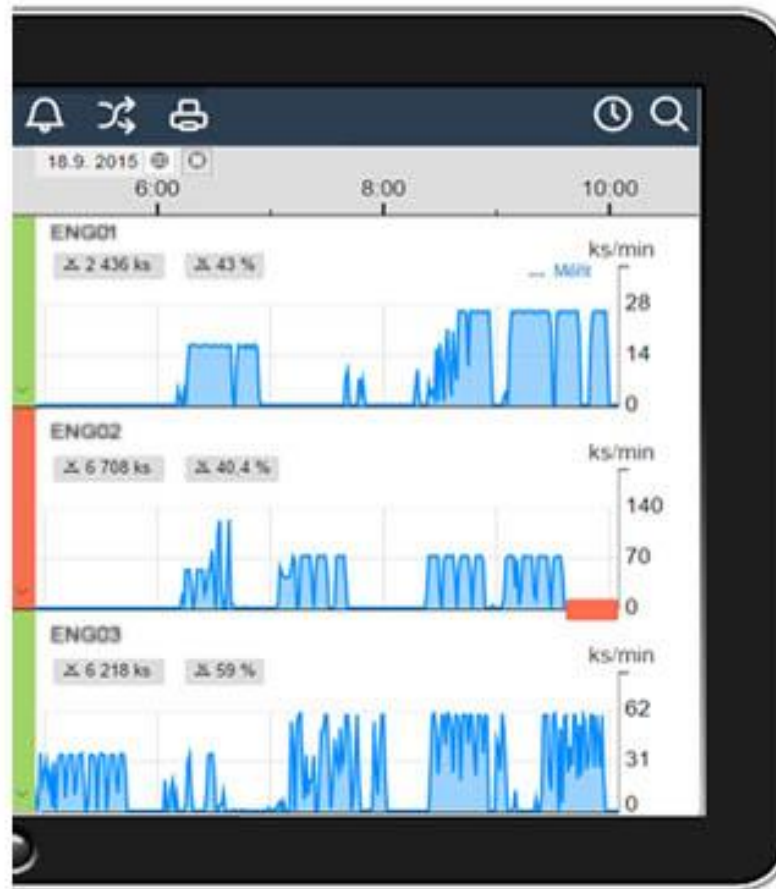 18.9. 2015
6:00 8:00 10:00
ENG01
ks/min
2 436 ks 43 %
28
14
0
ENG02
ks/min
6 708 ks 40,4 %
140
70
0
ENG03
ks/min
6 218 ks 59 %
62
31
0